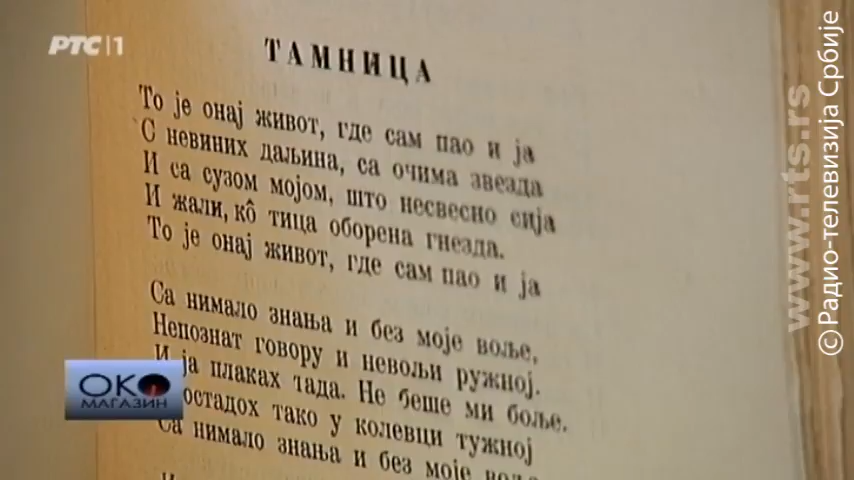 РТС 1
ТАМНИЦА
То је онај живот, где сам пао и ја
С невиних даљина, са очима звезда
И са сузом мојом, што несвесно сија
И жали, кô тица оборена гнезда.
То је онај живот, где сам пао и ја
Са нимало знања и без моје воље,
Непознат говору и невољи ружној.
И ја плаках тада. Не беше ми боље.
остадох тако у колевци тужној
Са нимало знања и без моје воље
ОКО
МАГАЗИН
www.rts.rs
© Радио-телевизија Србије